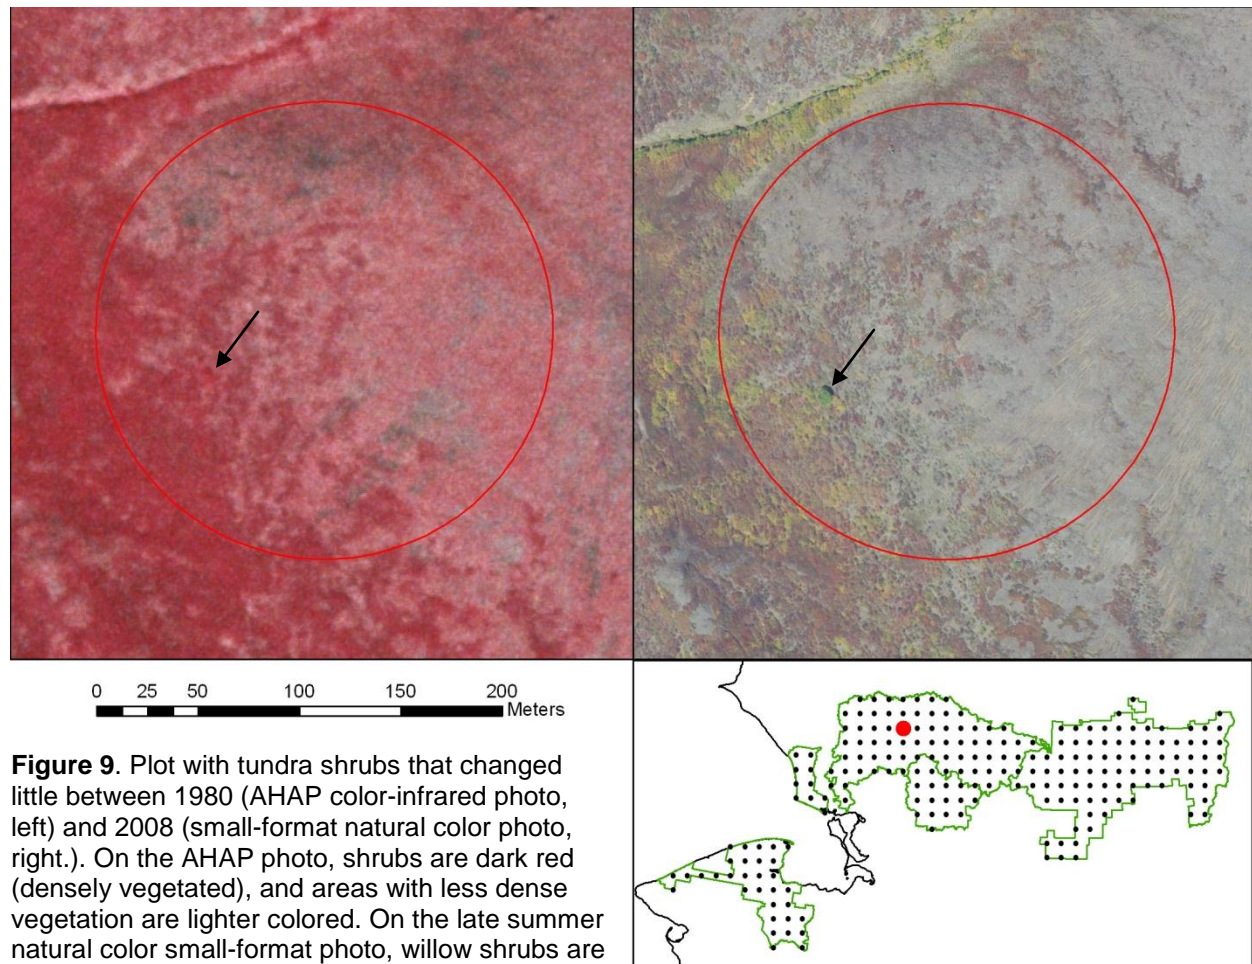 0 25 50 100 150 200
Meters
Figure 9. Plot with tundra shrubs that changed
little between 1980 (AHAP color-infrared photo,
left) and 2008 (small-format natural color photo,
right.). On the AHAP photo, shrubs are dark red
(densely vegetated), and areas with less dense
vegetation are lighter colored. On the late summer
natural color small-format photo, willow shrubs are